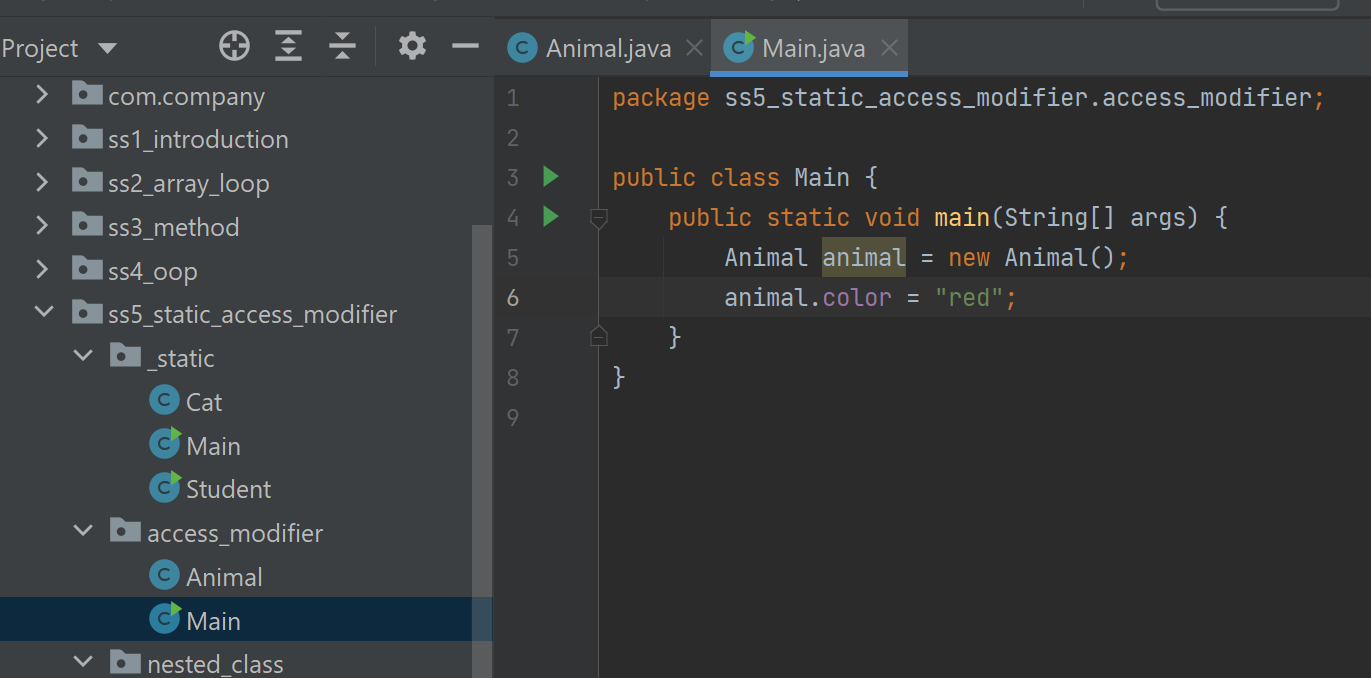 Project
com.company
ss1_introduction
ss2_array_loop
ss3_method
ss4_oop
ss5_static_access_modifier
_static
Cat
Main
Student
access_modifier
Animal
Main
nested_class
Animal.java
Main.java
1 package ss5_static_access_modifier.access_modifier;
2
3 public class Main {
4 public static void main(String[] args) {
5 Animal animal = new Animal();
6 animal.color = "red";
7 }
8 }
9